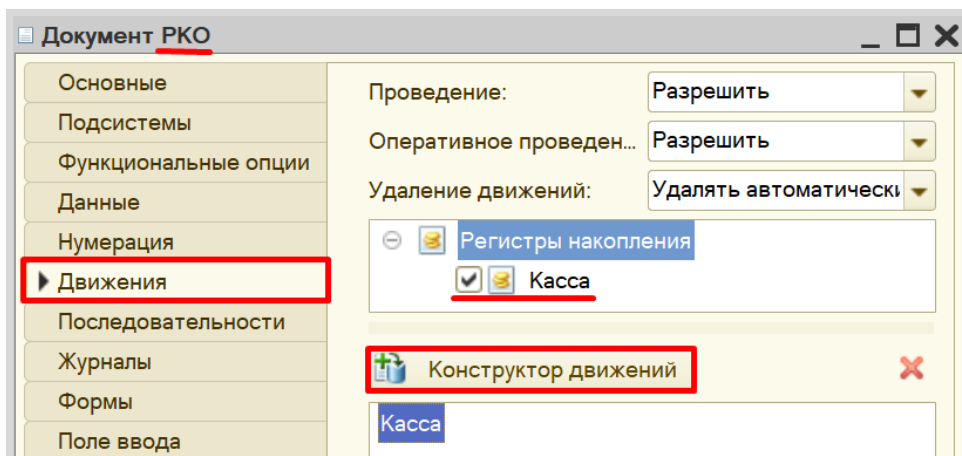 Документ РКО
Основные
Подсистемы
Функциональные опции
Данные
Нумерация
Движения
Последовательности
Журналы
Формы
Поле ввода
Проведение: Разрешить
Оперативное проведен... Разрешить
Удаление движений: Удалять автоматически
Регистры накопления
Касса
Конструктор движений
Касса